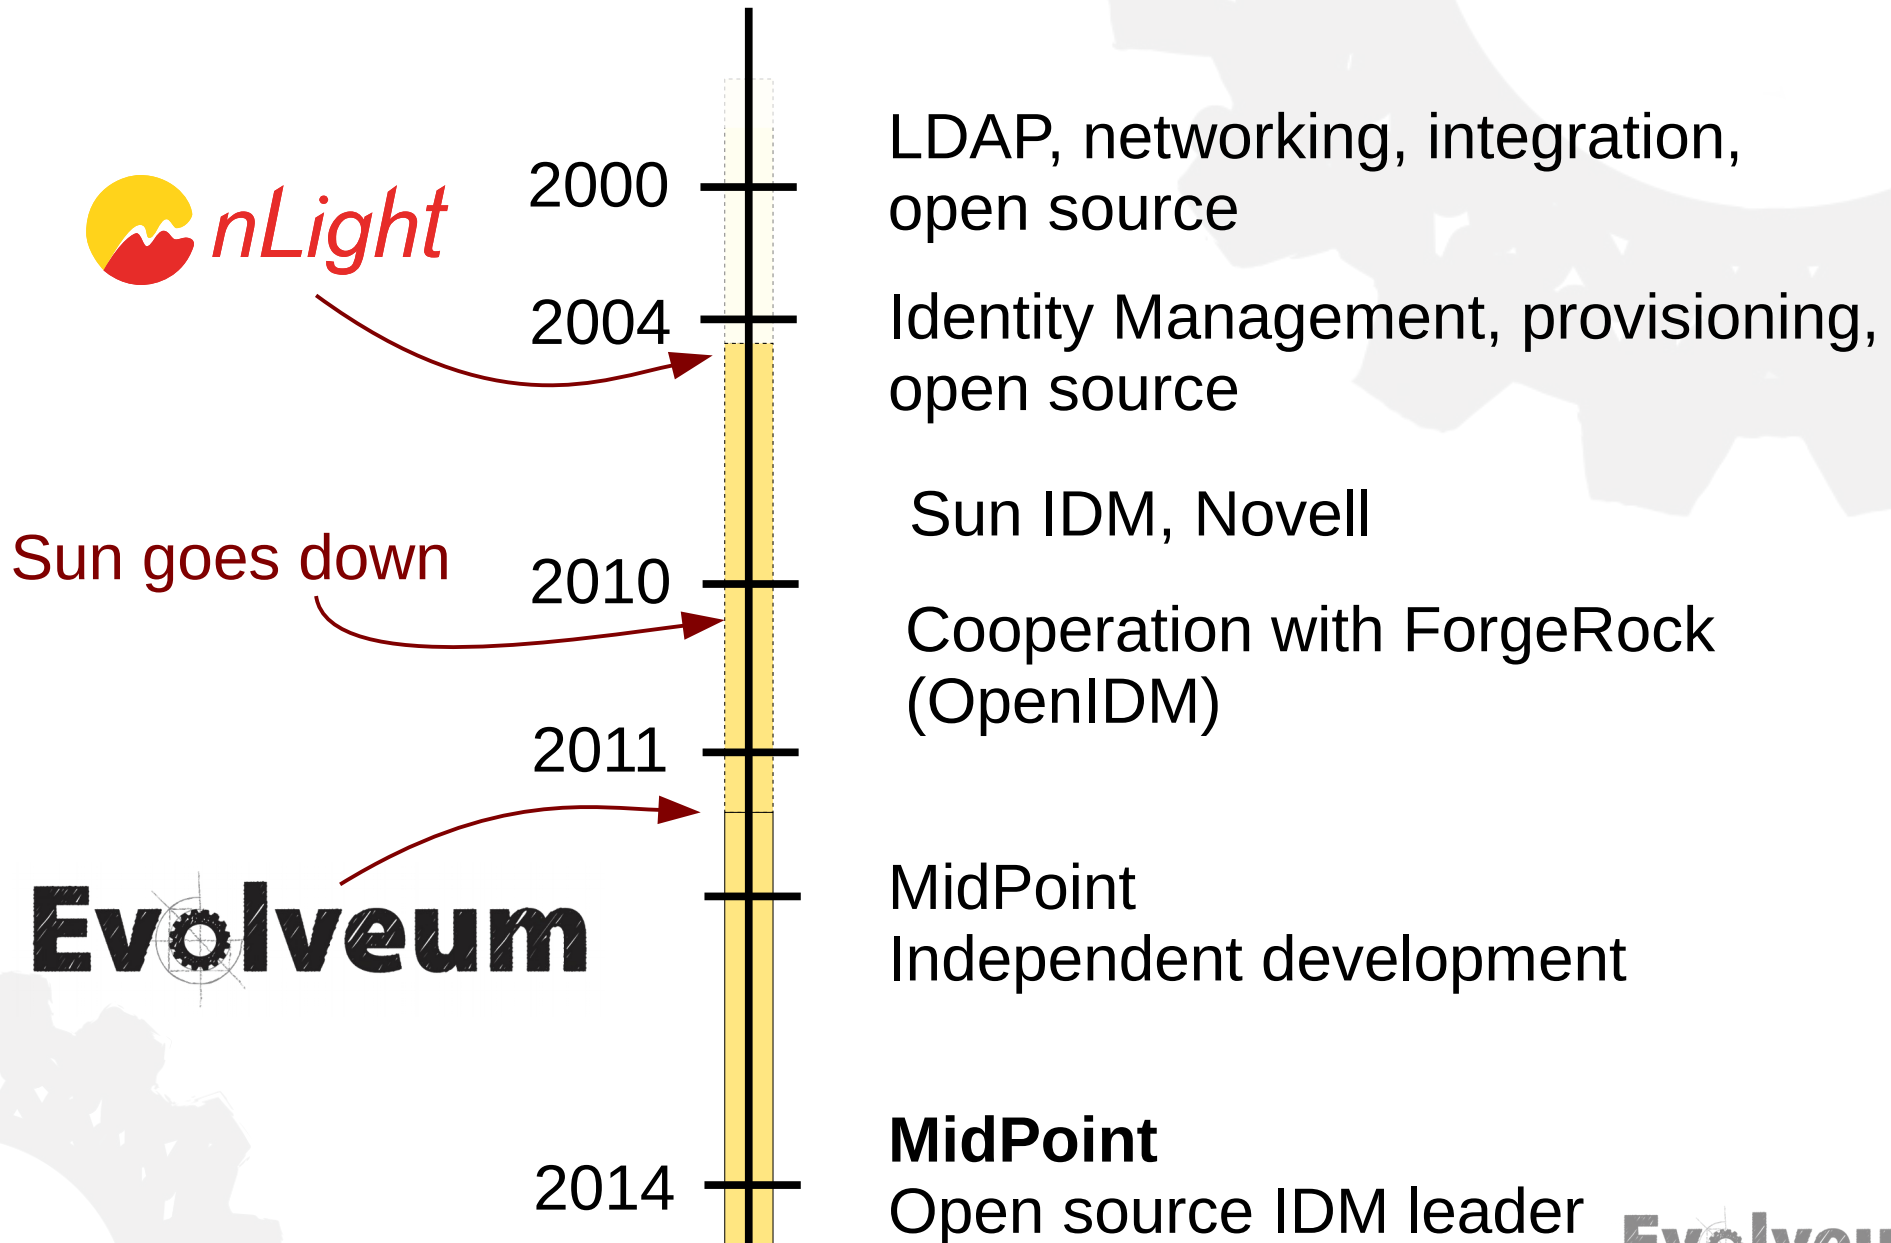 LDAP, networking, integration,
open source
2000
nLight
2004
Identity Management, provisioning,
open source
Sun IDM, Novell
Sun goes down
2010
Cooperation with ForgeRock
(OpenIDM)
2011
Evolveum
MidPoint
Independent development
MidPoint
2014
Open source IDM leader
Evolveu